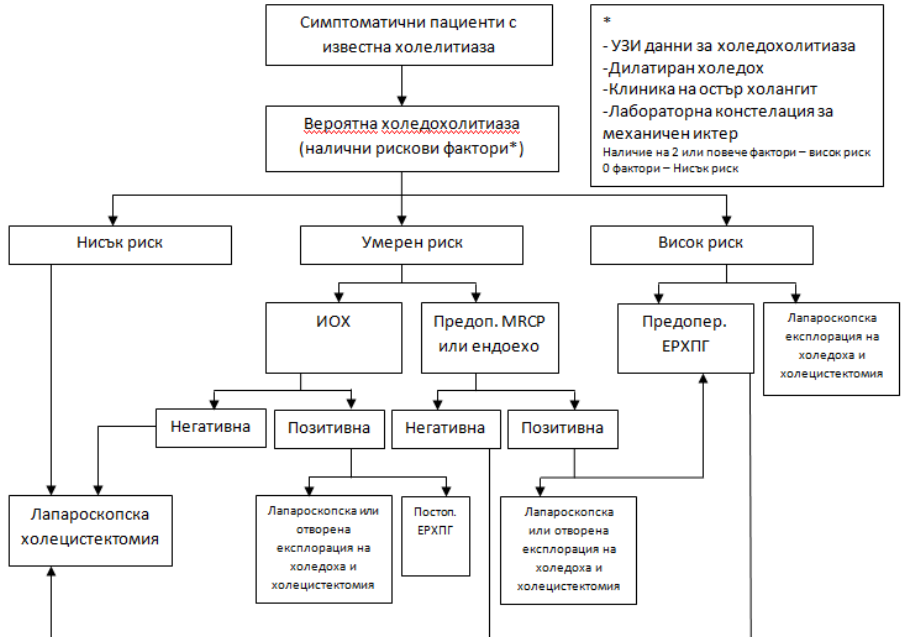 Симптоматични пациенти с
известна холелитиаза
*
- УЗИ данни за холедохолитиаза
-Дилатиран холедох
-Клиника на остър холангит
-Лабораторна констелация за
механичен иктер
Наличие на 2 или повече фактори – висок риск
0 фактори – Нисък риск
Вероятна холедохолитиаза
(налични рискови фактори*)
Нисък риск
Умерен риск
Висок риск
ИОХ
Предоп. MRCP
или ендоехо
Предопер.
ЕРХПГ
Лапароскопска
експлорация на
холедоха и
холецистектомия
Негативна
Позитивна
Негативна
Позитивна
Лапароскопска
холецистектомия
Лапароскопска или
отворена
експлорация на
холедоха и
холецистектомия
Постоп.
ЕРХПГ
Лапароскопска
или отворена
експлорация на
холедоха и
холецистектомия